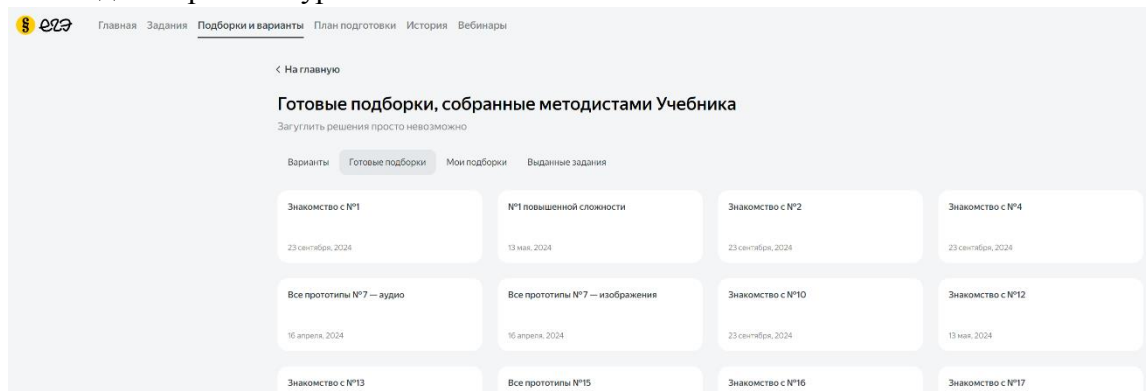 § егэ Главная Задания Подборки и варианты План подготовки История Вебинары
< На главную
Готовые подборки, собранные методистами Учебника
Загуглить решения просто невозможно
Варианты Готовые подборки Мои подборки Выданные задания
Знакомство с №1 №1 повышенной сложности Знакомство с №2 Знакомство с №4
23 сентября, 2024 13 мая, 2024 23 сентября, 2024 23 сентября, 2024
Все прототипы №7 — аудио Все прототипы №7 — изображения Знакомство с №10 Знакомство с №12
16 апреля, 2024 16 апреля, 2024 23 сентября, 2024 13 мая, 2024
Знакомство с №13 Все прототипы №15 Знакомство с №16 Знакомство с №17